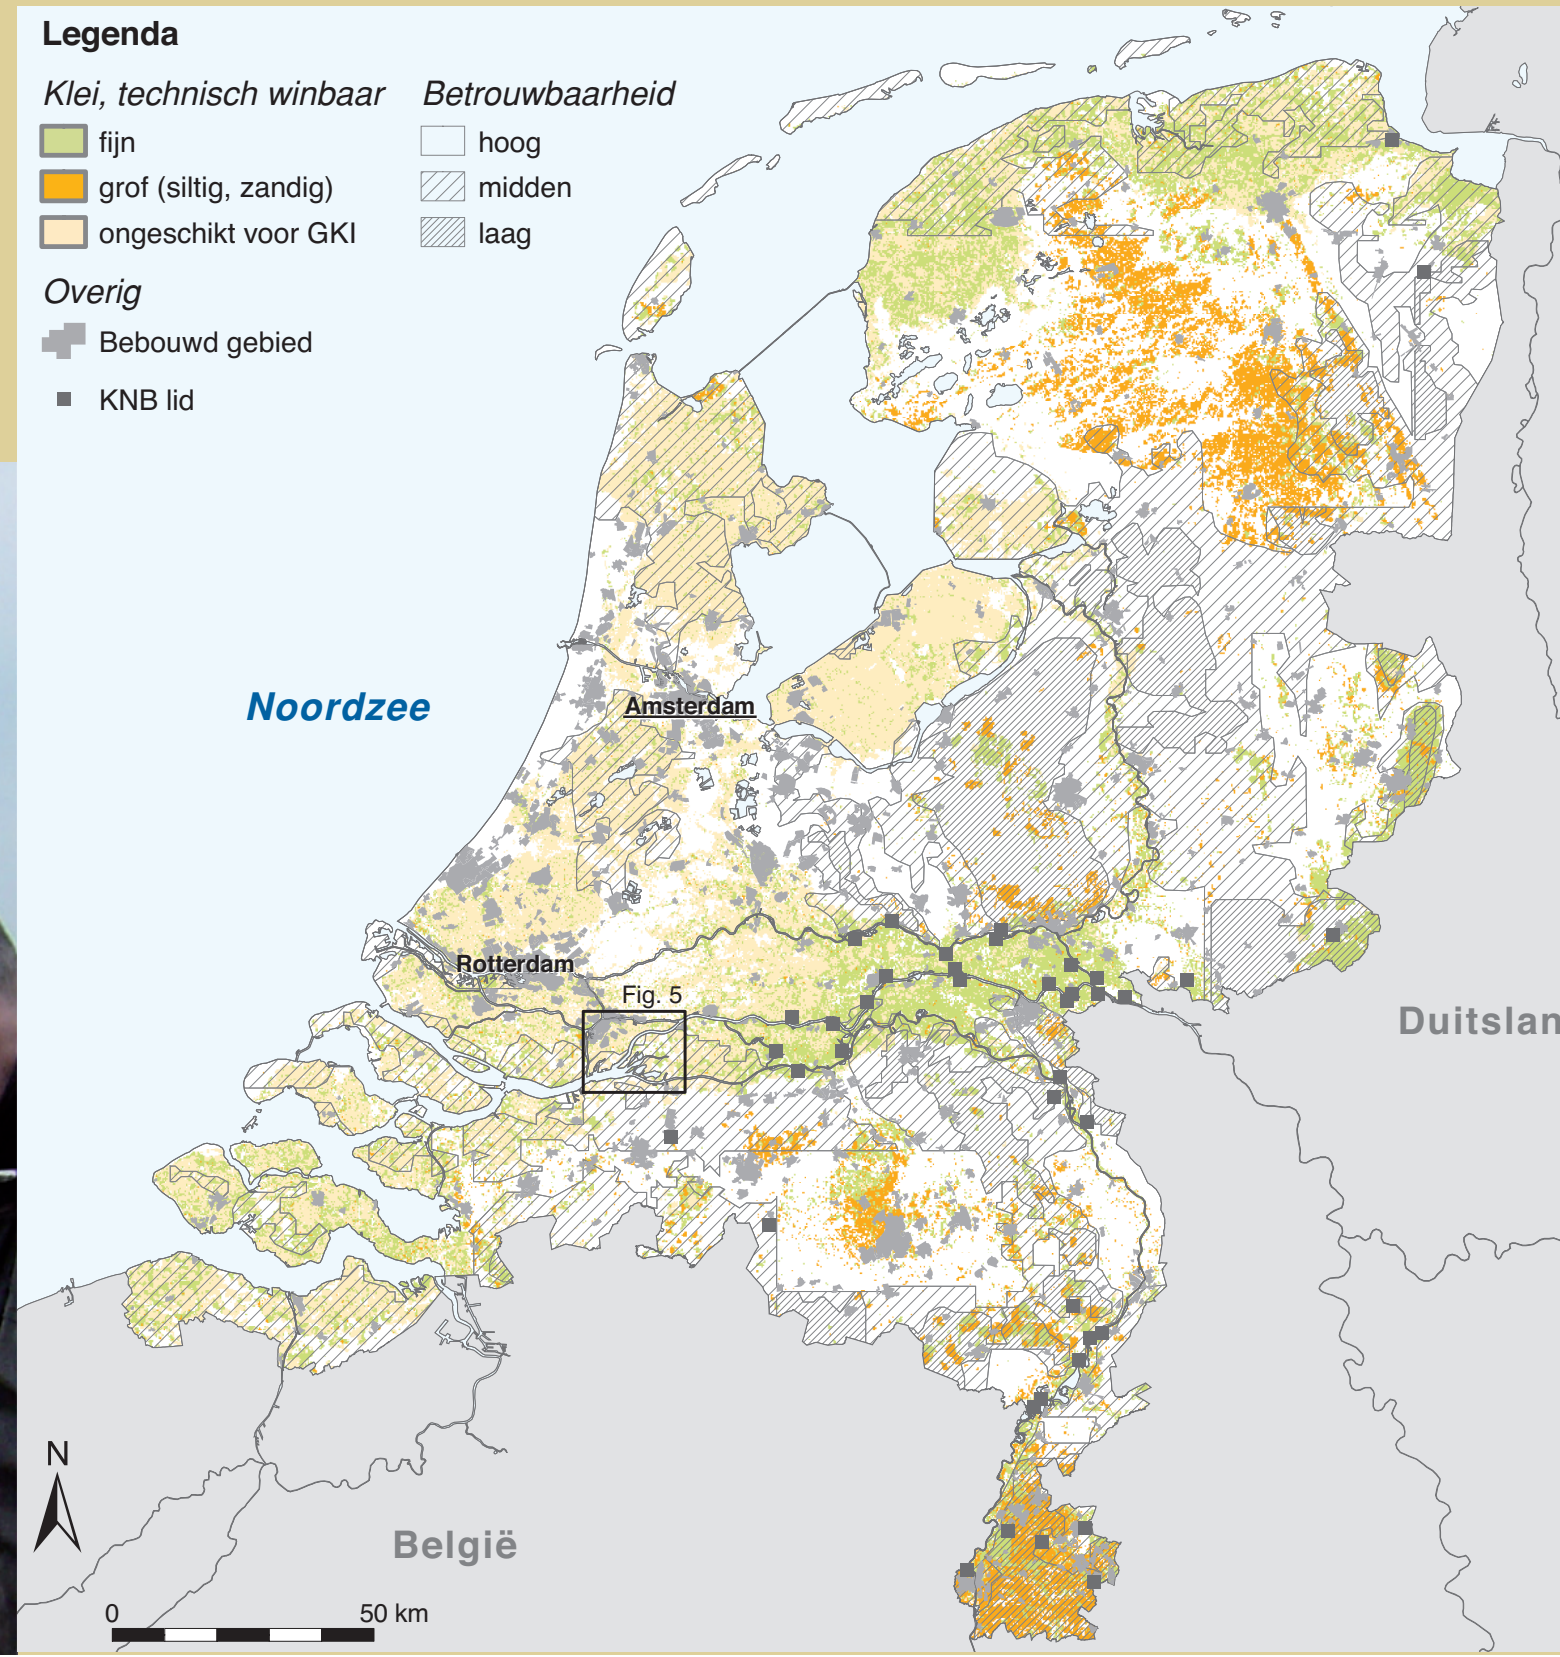 Legenda
Klei, technisch winbaar
fijn
grof (siltig, zandig)
ongeschikt voor GKI
Betrouwbaarheid
hoog
midden
laag
Overig
Bebouwd gebied
KNB lid
Noordzee
Amsterdam
Rotterdam
Fig. 5
Duitslan
België
N
0 50 km